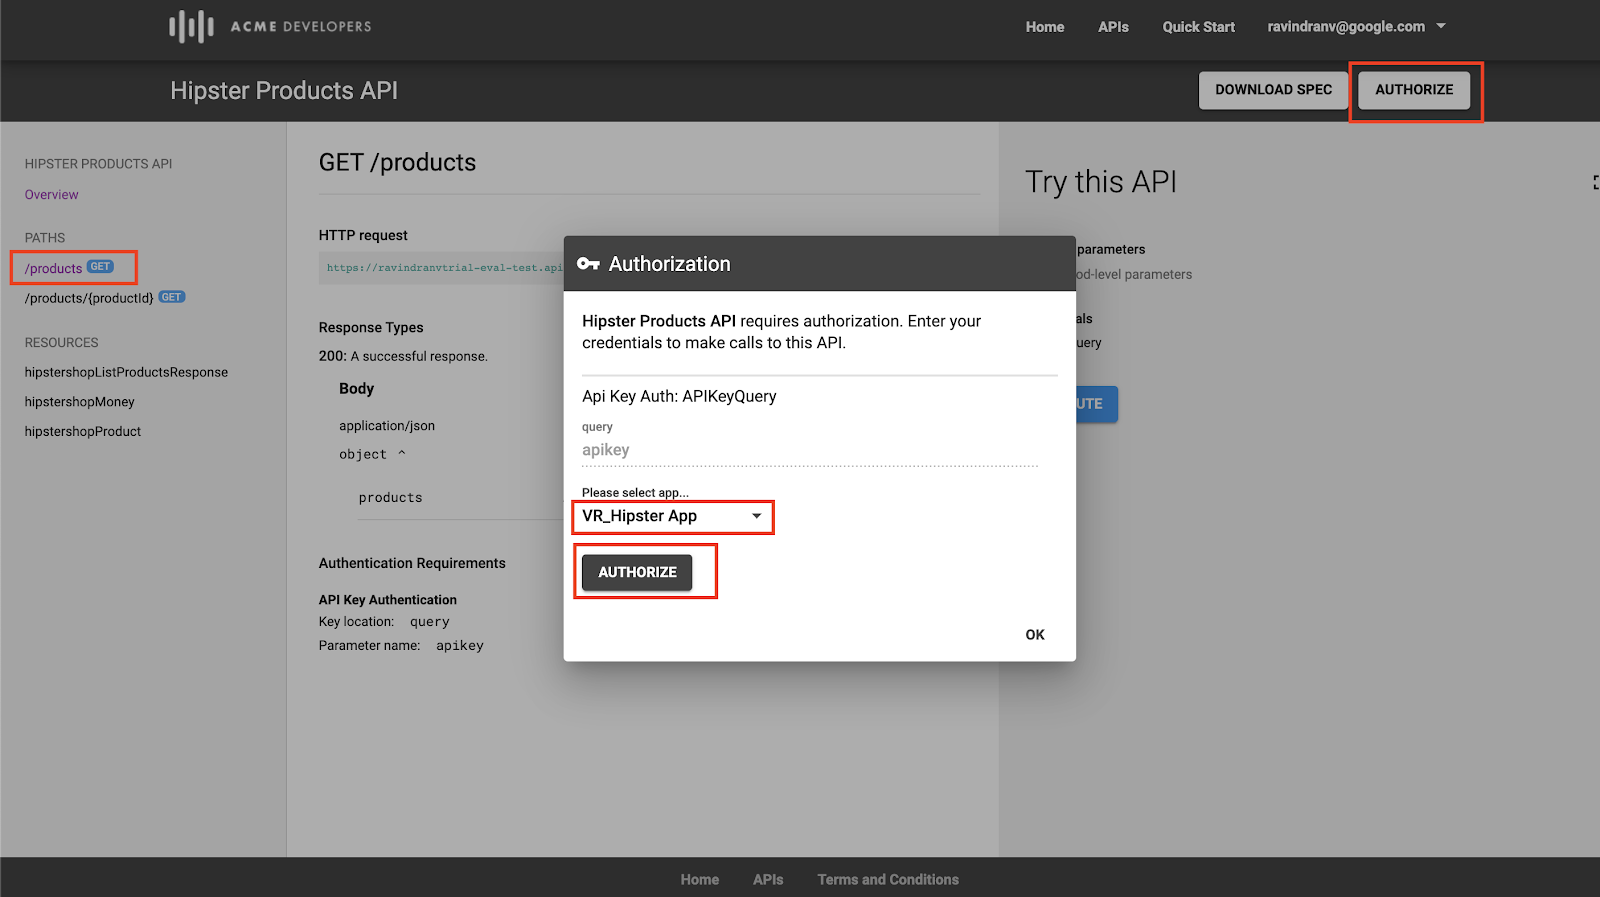 ACME DEVELOPERS
Home APIs Quick Start ravindranv@google.com
Hipster Products API
DOWNLOAD SPEC AUTHORIZE
HIPSTER PRODUCTS API
Overview
PATHS
/products GET
/products/{productId} GET
RESOURCES
hipstershopListProductsResponse
hipstershopMoney
hipstershopProduct
GET /products
HTTP request
https://ravindranvtrial-eval-test.api
Response Types
200: A successful response.
Body
application/json
object ^
products
Authentication Requirements
API Key Authentication
Key location: query
Parameter name: apikey
Authorization
Hipster Products API requires authorization. Enter your
credentials to make calls to this API.
Api Key Auth: APIKeyQuery
query
apikey
Please select app...
VR_Hipster App
AUTHORIZE
OK
Try this API
parameters
od-level parameters
als
uery
UTE
Home APIs Terms and Conditions